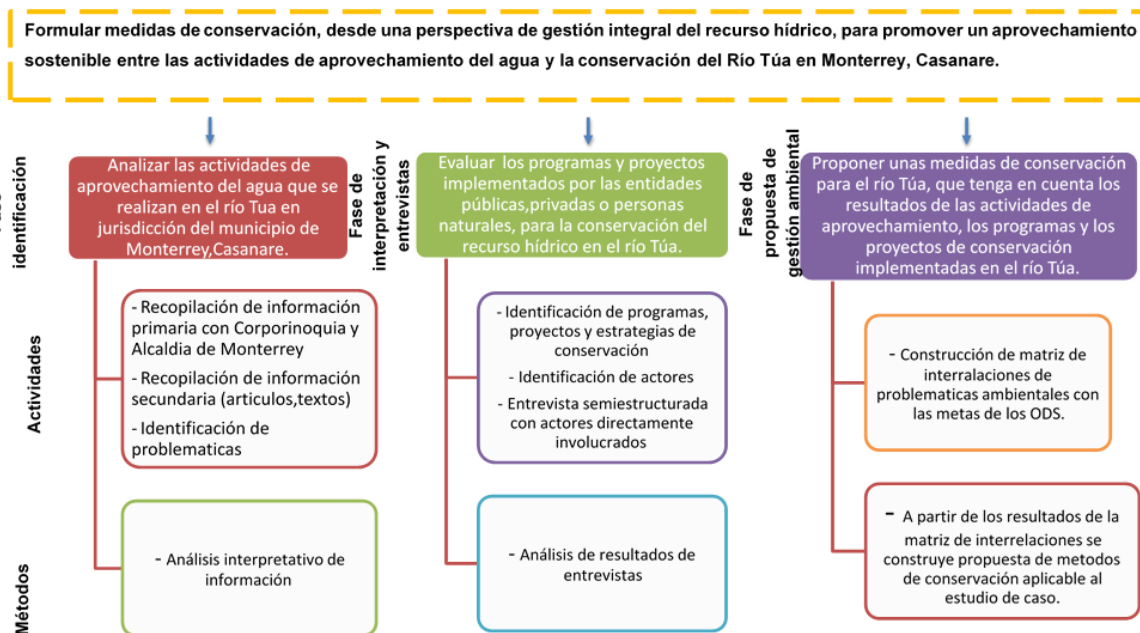 Formular medidas de conservación, desde una perspectiva de gestión integral del recurso hídrico, para promover un aprovechamiento
sostenible entre las actividades de aprovechamiento del agua y la conservación del Río Túa en Monterrey, Casanare.
identificación
Analizar las actividades de
aprovechamiento del agua que se
realizan en el río Tua en
jurisdicción del municipio de
Monterrey,Casanare.
Fase de
interpretación y
entrevistas
Evaluar los programas y proyectos
implementados por las entidades
públicas,privadas o personas
naturales, para la conservación del
recurso hídrico en el río Túa.
Fase de
propuesta de
gestión ambiental
Proponer unas medidas de conservación
para el río Túa, que tenga en cuenta los
resultados de las actividades de
aprovechamiento, los programas y los
proyectos de conservación
implementadas en el río Túa.
Actividades
- Recopilación de información
primaria con Corporinoquia y
Alcaldia de Monterrey
- Recopilación de información
secundaria (articulos,textos)
- Identificación de
problematicas
- Identificación de programas,
proyectos y estrategias de
conservación
- Identificación de actores
- Entrevista semiestructurada
con actores directamente
involucrados
- Construcción de matriz de
interralaciones de
problematicas ambientales con
las metas de los ODS.
Métodos
- Análisis interpretativo de
información
- Análisis de resultados de
entrevistas
- A partir de los resultados de la
matriz de interrelaciones se
construye propuesta de metodos
de conservación aplicable al
estudio de caso.